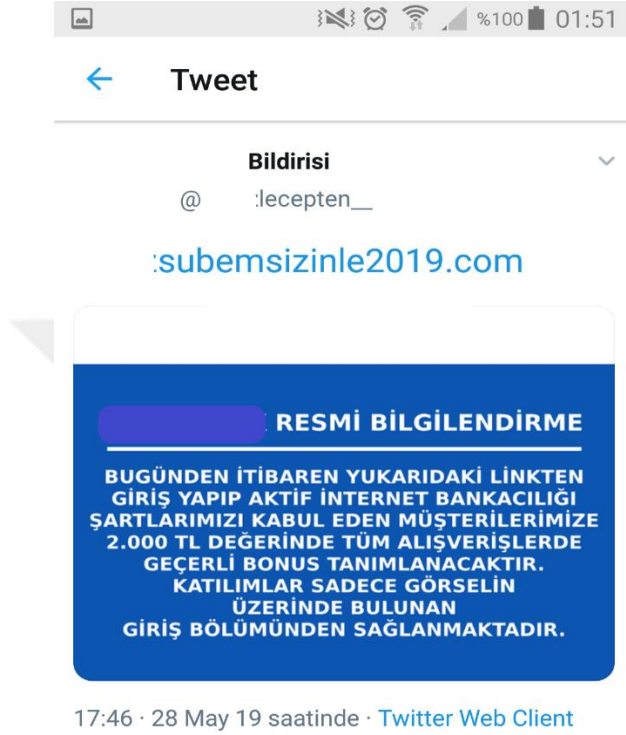 %100 01:51
Tweet
Bildirisi
@ :lecepten__
:subemsizinle2019.com
RESMİ BİLGİLENDİRME
BUGÜNDEN İTİBAREN YUKARIDAKİ LİNKTEN
GİRİŞ YAPIP AKTİF İNTERNET BANKACILIĞI
ŞARTLARIMIZI KABUL EDEN MÜŞTERİLERİMİZE
2.000 TL DEĞERİNDE TÜM ALIŞVERİŞLERDE
GEÇERLİ BONUS TANIMLANACAKTIR.
KATILIMLAR SADECE GÖRSELİN
ÜZERİNDE BULUNAN
GİRİŞ BÖLÜMÜNDEN SAĞLANMAKTADIR.
17:46 · 28 May 19 saatinde · Twitter Web Client